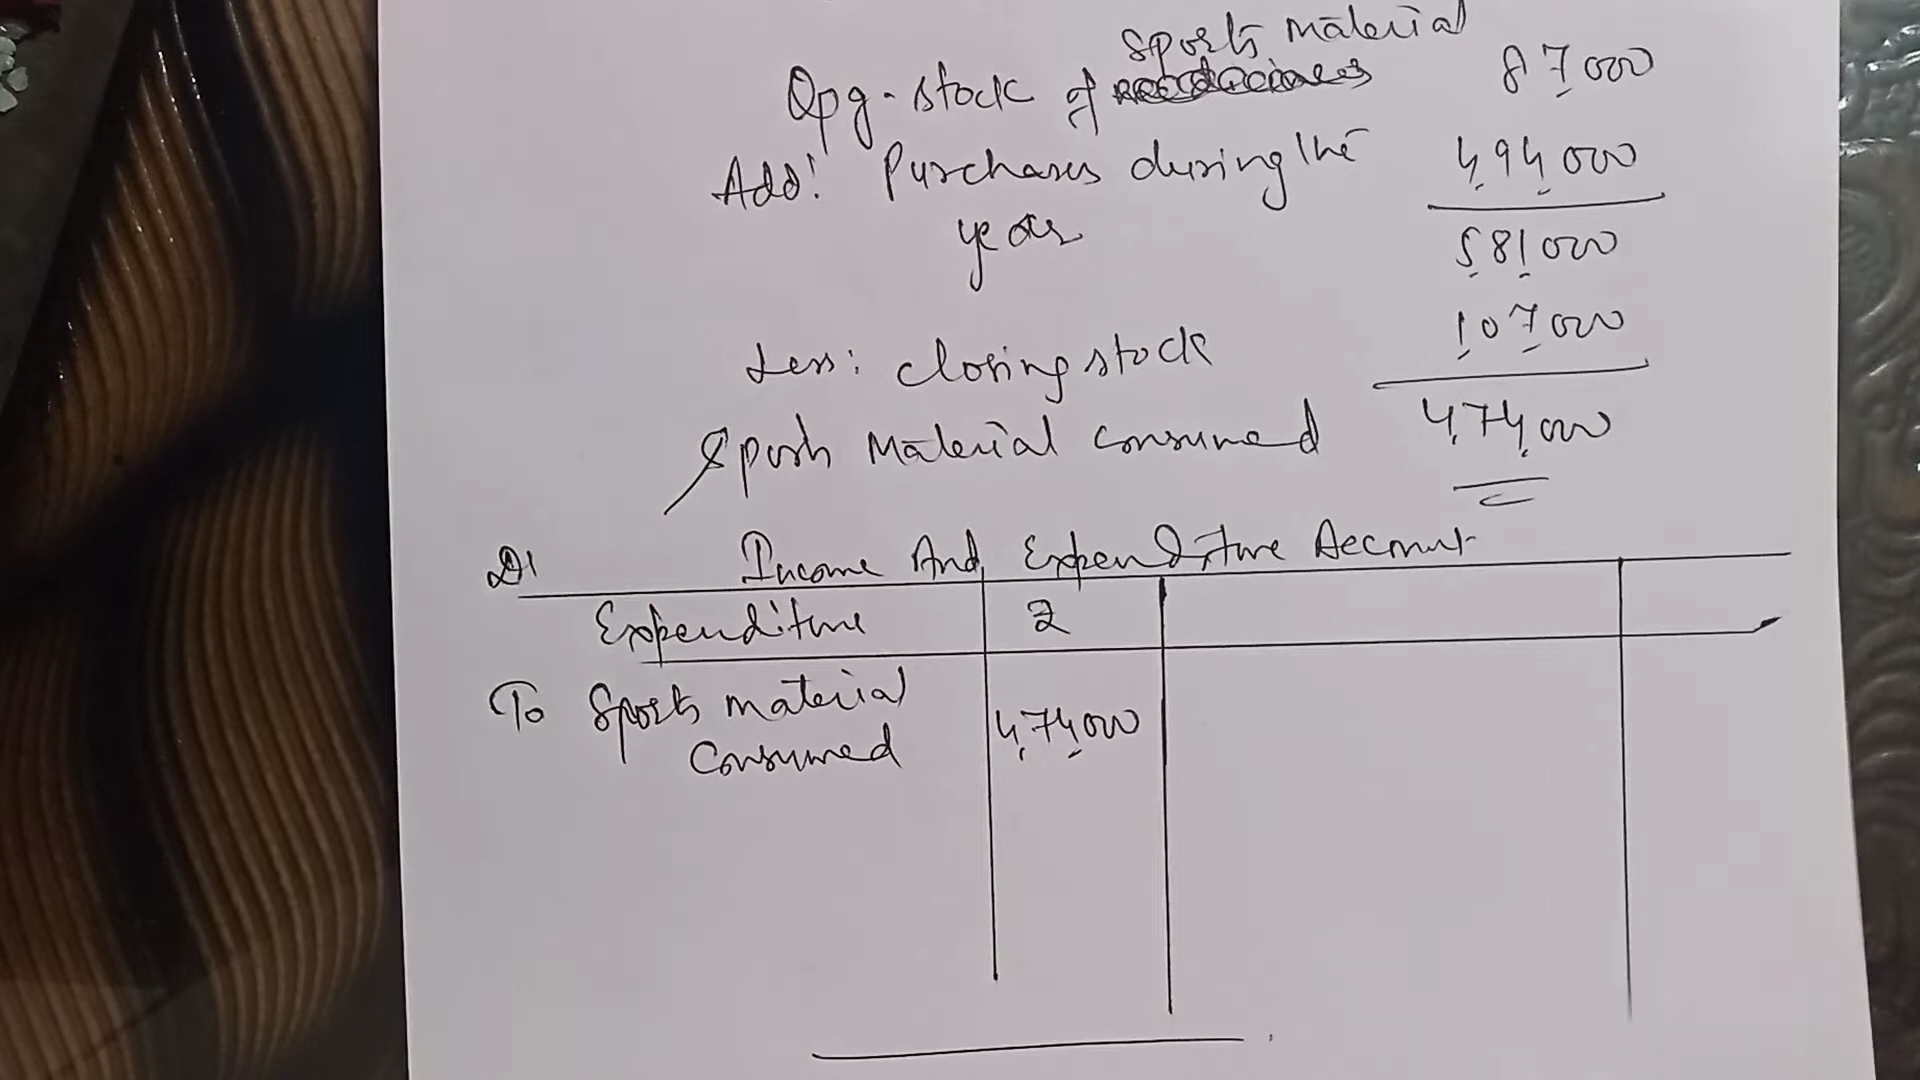 Sports Material
Opg. stock of 87000
Add: Purchases during the 4,94,000
year
5,81,000
Less: closing stock 1,07,000
Sports Material Consumed 4,74,000
Dr Income And Expenditure Account
Expenditure ₹
To Sports material
Consumed 4,74,000